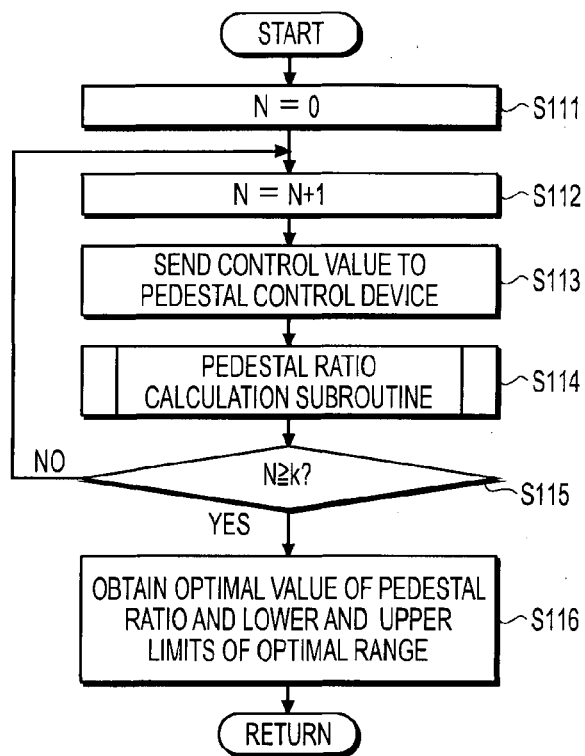 START
N = 0
S111
N = N+1
S112
SEND CONTROL VALUE TO
PEDESTAL CONTROL DEVICE
S113
PEDESTAL RATIO
CALCULATION SUBROUTINE
S114
NO
N≧k?
S115
YES
OBTAIN OPTIMAL VALUE OF PEDESTAL
RATIO AND LOWER AND UPPER
LIMITS OF OPTIMAL RANGE
S116
RETURN